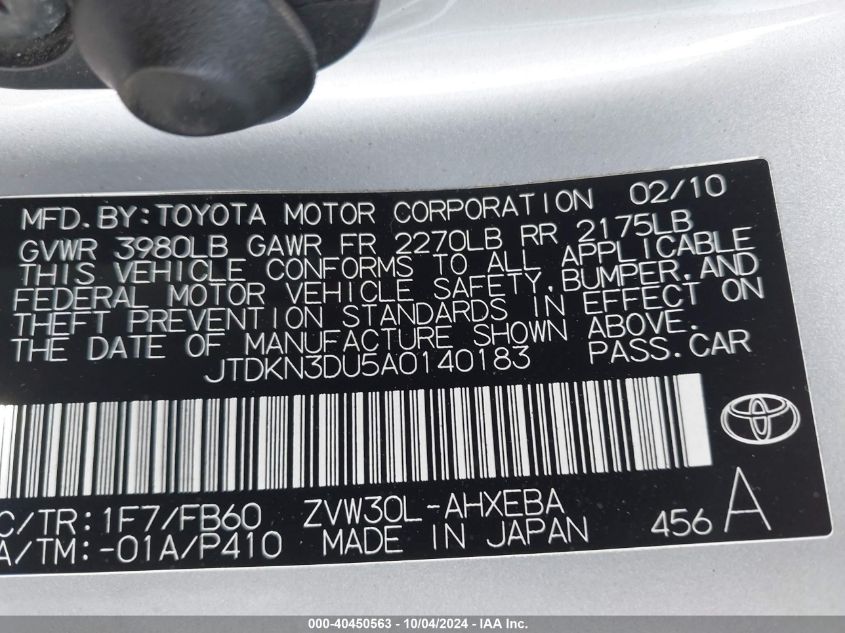 MFD.BY:TOYOTA MOTOR CORPORATION 02/10
GVWR 3980LB GAWR FR 2270LB RR 2175LB
THIS VEHICLE CONFORMS TO ALL APPLICABLE
FEDERAL MOTOR VEHICLE SAFETY,BUMPER,AND
THEFT PREVENTION STANDARDS IN EFFECT ON
THE DATE OF MANUFACTURE SHOWN ABOVE.
JTDKN3DU5A0140183 PASS.CAR
C/TR:1F7/FB60 ZVW30L-AHXEBA
A/TM:-01A/P410 MADE IN JAPAN 456 A
000-40450563 - 10/04/2024 - IAA Inc.